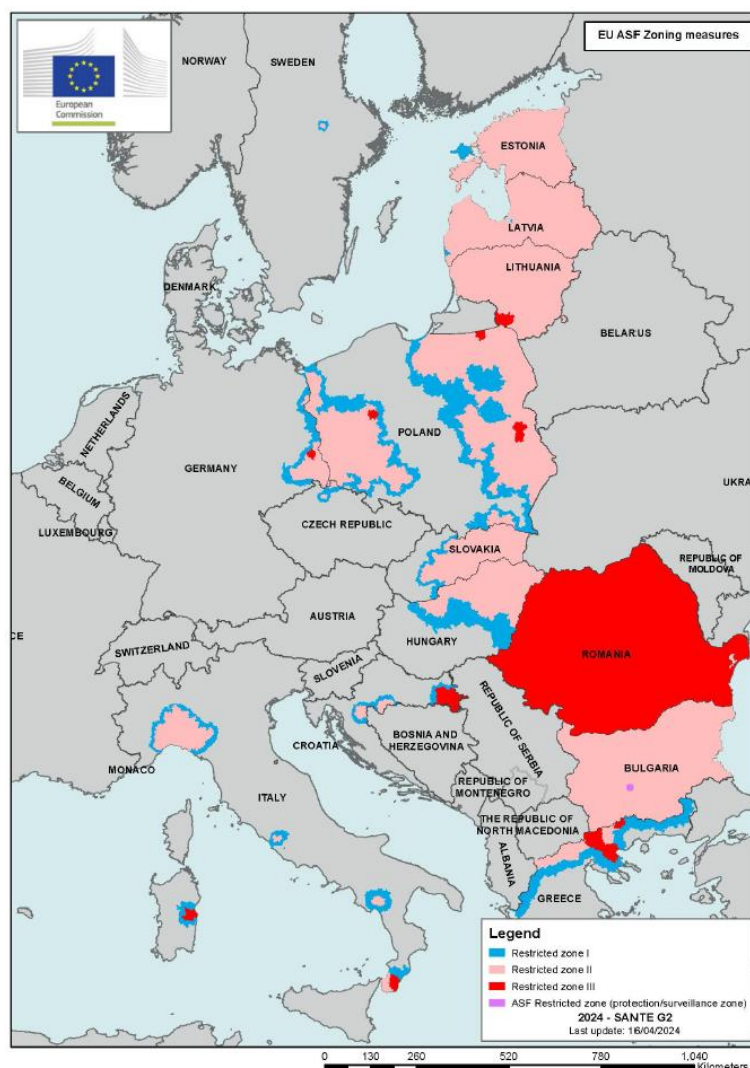 EU ASF Zoning measures
European
Commission
NORWAY
SWEDEN
ESTONIA
LATVIA
LITHUANIA
DENMARK
BELARUS
NETHERLANDS
POLAND
GERMANY
BELGIUM
UKRA
LUXEMBOURG
CZECH REPUBLIC
SLOVAKIA
REPUBLIC OF
MOLDOVA
AUSTRIA
CE
HUNGARY
SWITZERLAND
ROMANIA
SLOVENIA
REPUBLIC OF SERBIA
BOSNIA AND
HERZEGOVINA
CROATIA
MONACO
BULGARIA
REPUBLIC OF
MONTENEGRO
ITALY
THE REPUBLIC OF
NORTH MACEDONIA
ALBANIA
GREECE
Legend
Restricted zone I
Restricted zone II
Restricted zone III
ASF Restricted zone (protection/surveillance zone)
2024 - SANTE G2
Last update: 16/04/2024
0 130 260 520 780 1,040
Kilometers